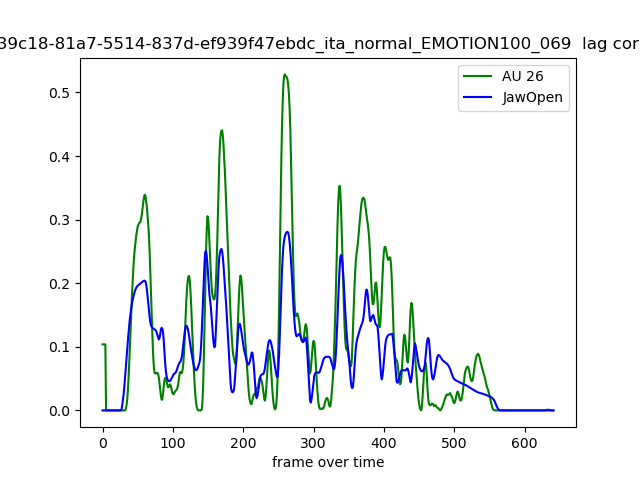 39c18-81a7-5514-837d-ef939f47ebdc_ita_normal_EMOTION100_069 lag cor
AU 26
JawOpen
0.5
0.4
0.3
0.2
0.1
0.0
0 100 200 300 400 500 600
frame over time